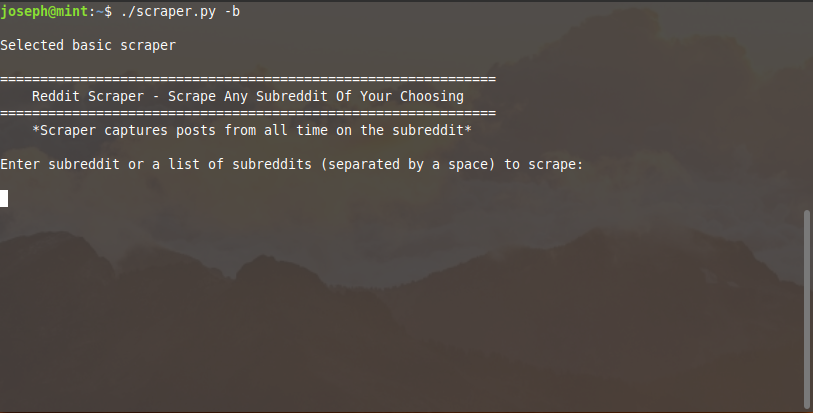 joseph@mint:~$ ./scraper.py -b
Selected basic scraper
==============================================================
Reddit Scraper - Scrape Any Subreddit Of Your Choosing
==============================================================
*Scraper captures posts from all time on the subreddit*
Enter subreddit or a list of subreddits (separated by a space) to scrape: